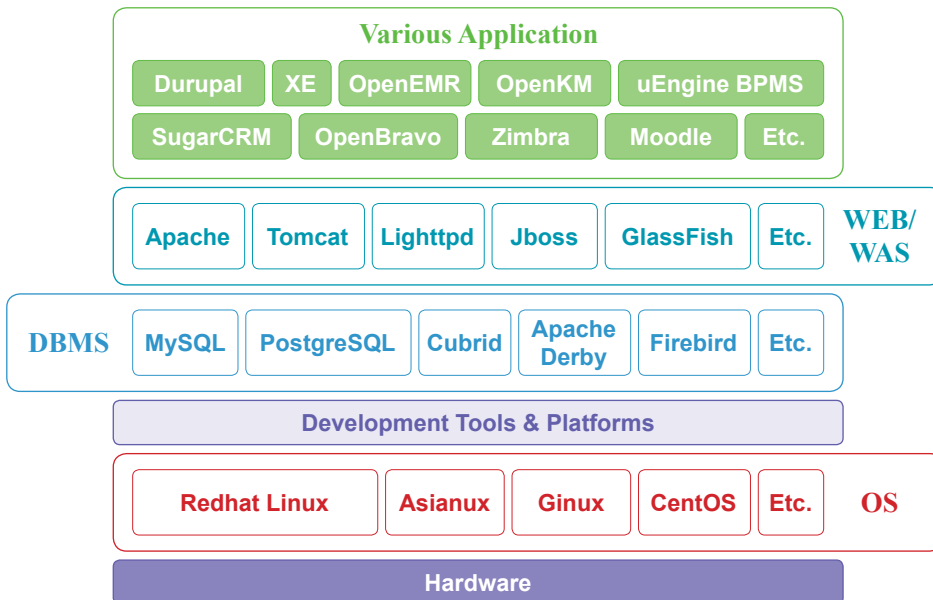 Various Application
Durupal XE OpenEMR OpenKM uEngine BPMS
SugarCRM OpenBravo Zimbra Moodle Etc.
Apache Tomcat Lighttpd Jboss GlassFish Etc.
WEB/
WAS
DBMS
MySQL PostgreSQL Cubrid Apache Derby Firebird Etc.
Development Tools & Platforms
Redhat Linux Asianux Ginux CentOS Etc. OS
Hardware